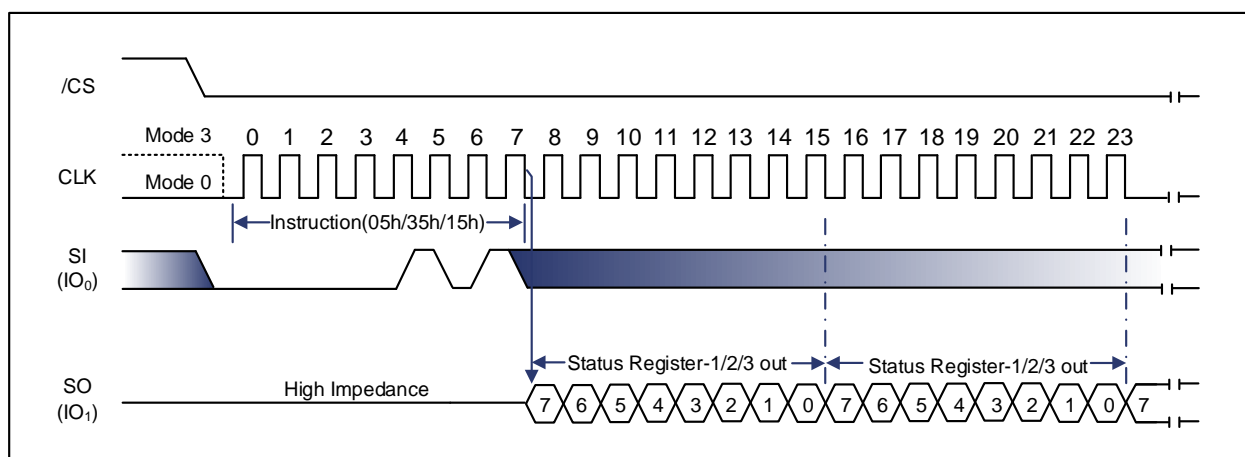 /CS
Mode 3
0 1 2 3 4 5 6 7 8 9 10 11 12 13 14 15 16 17 18 19 20 21 22 23
CLK
Mode 0
Instruction(05h/35h/15h)
SI
(IO₀)
Status Register-1/2/3 out Status Register-1/2/3 out
SO
(IO₁)
High Impedance
7 6 5 4 3 2 1 0 7 6 5 4 3 2 1 0 7